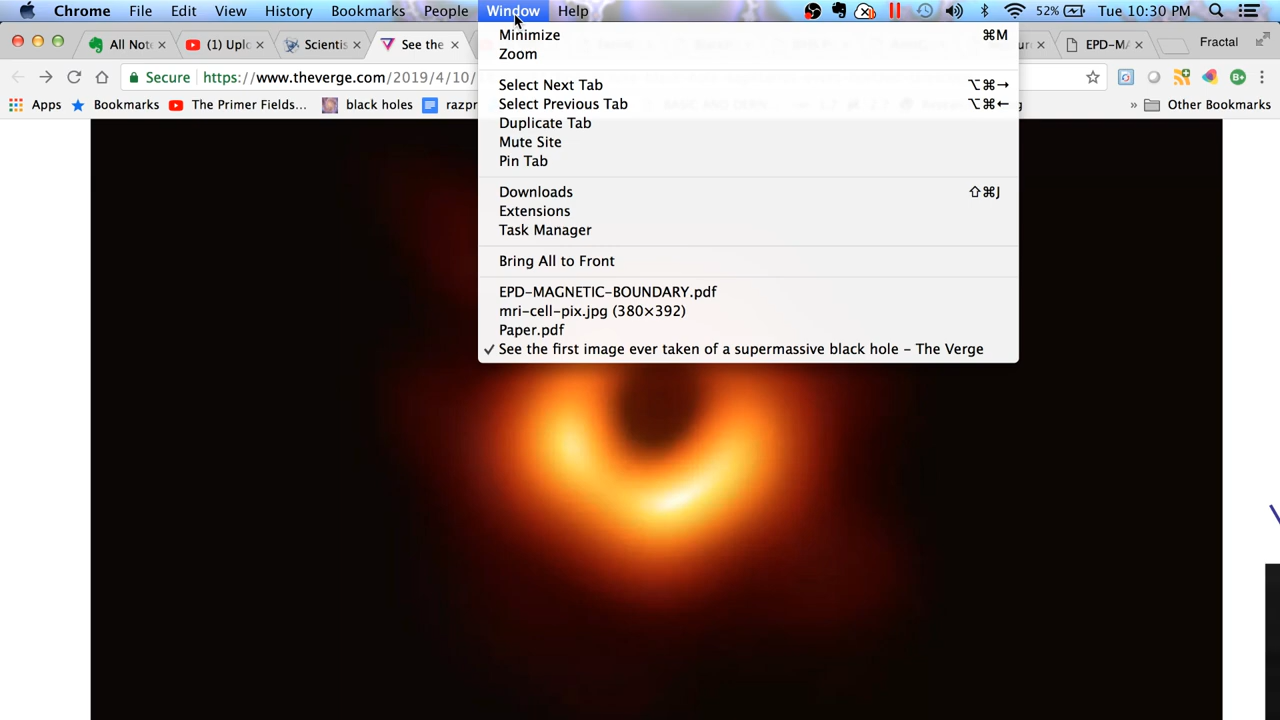 Chrome File Edit View History Bookmarks People Window Help 52% Tue 10:30 PM
All Not (1) Uplo Scientis See the EPD-MA Fractal
Secure https://www.theverge.com/2019/4/10/
Apps The Primer Fields... black holes razpr » Other Bookmarks
Minimize ⌘M
Zoom
Select Next Tab ⌥⌘→
Select Previous Tab ⌥⌘←
Duplicate Tab
Mute Site
Pin Tab
Downloads ⇧⌘J
Extensions
Task Manager
Bring All to Front
EPD-MAGNETIC-BOUNDARY.pdf
mri-cell-pix.jpg (380×392)
Paper.pdf
✓ See the first image ever taken of a supermassive black hole – The Verge